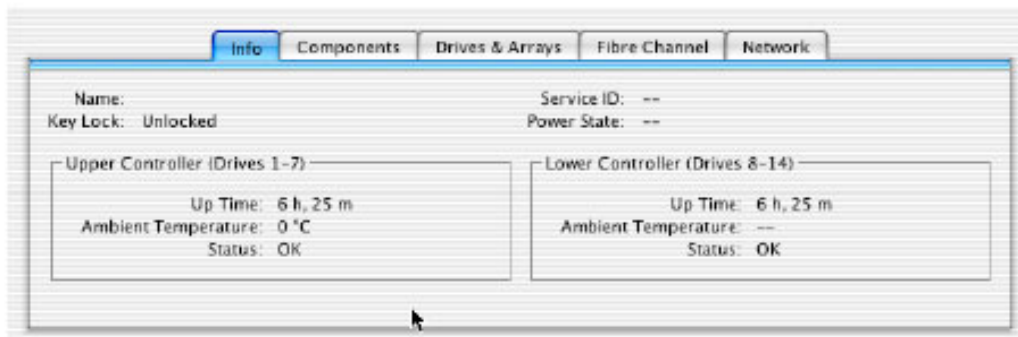 Info Components Drives & Arrays Fibre Channel Network
Name:
Service ID: --
Key Lock: Unlocked
Power State: --
Upper Controller (Drives 1-7)
Up Time: 6 h, 25 m
Ambient Temperature: 0 °C
Status: OK
Lower Controller (Drives 8-14)
Up Time: 6 h, 25 m
Ambient Temperature: --
Status: OK